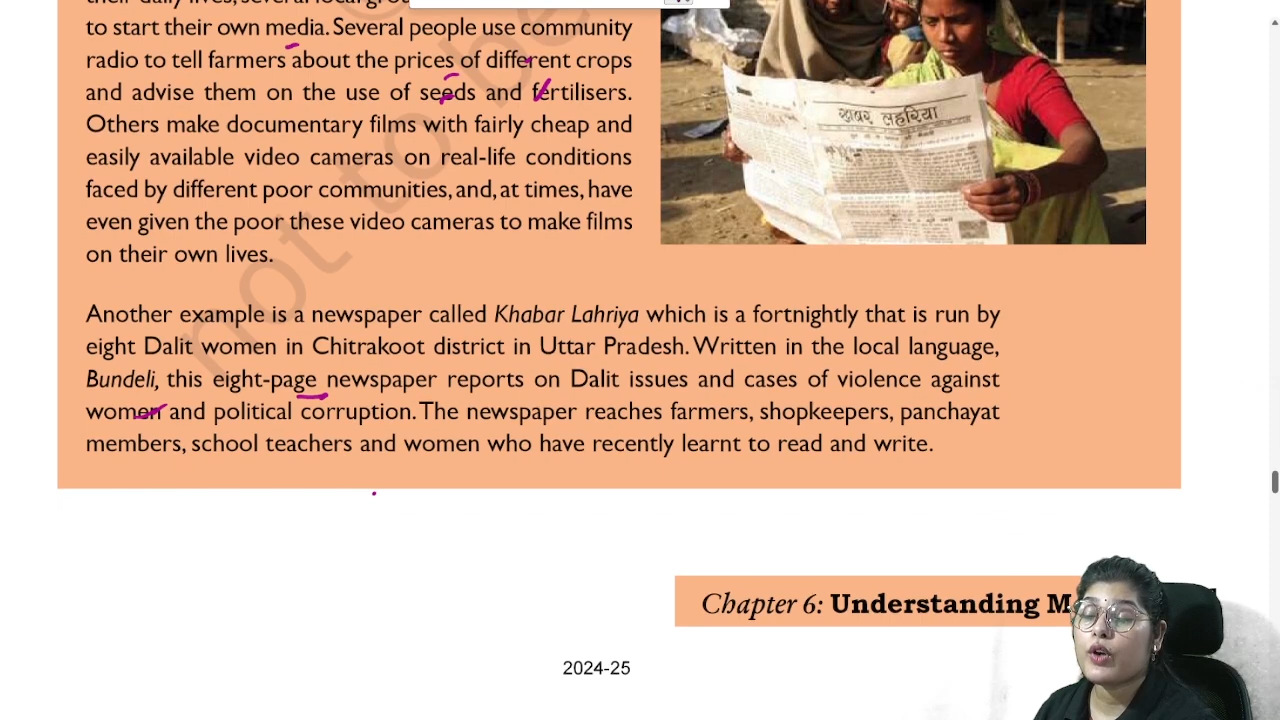 to start their own media. Several people use community
radio to tell farmers about the prices of different crops
and advise them on the use of seeds and fertilisers.
Others make documentary films with fairly cheap and
easily available video cameras on real-life conditions
faced by different poor communities, and, at times, have
even given the poor these video cameras to make films
on their own lives.
खबर लहरिया
Another example is a newspaper called Khabar Lahriya which is a fortnightly that is run by
eight Dalit women in Chitrakoot district in Uttar Pradesh. Written in the local language,
Bundeli, this eight-page newspaper reports on Dalit issues and cases of violence against
women and political corruption. The newspaper reaches farmers, shopkeepers, panchayat
members, school teachers and women who have recently learnt to read and write.
not to be
Chapter 6: Understanding M
2024-25